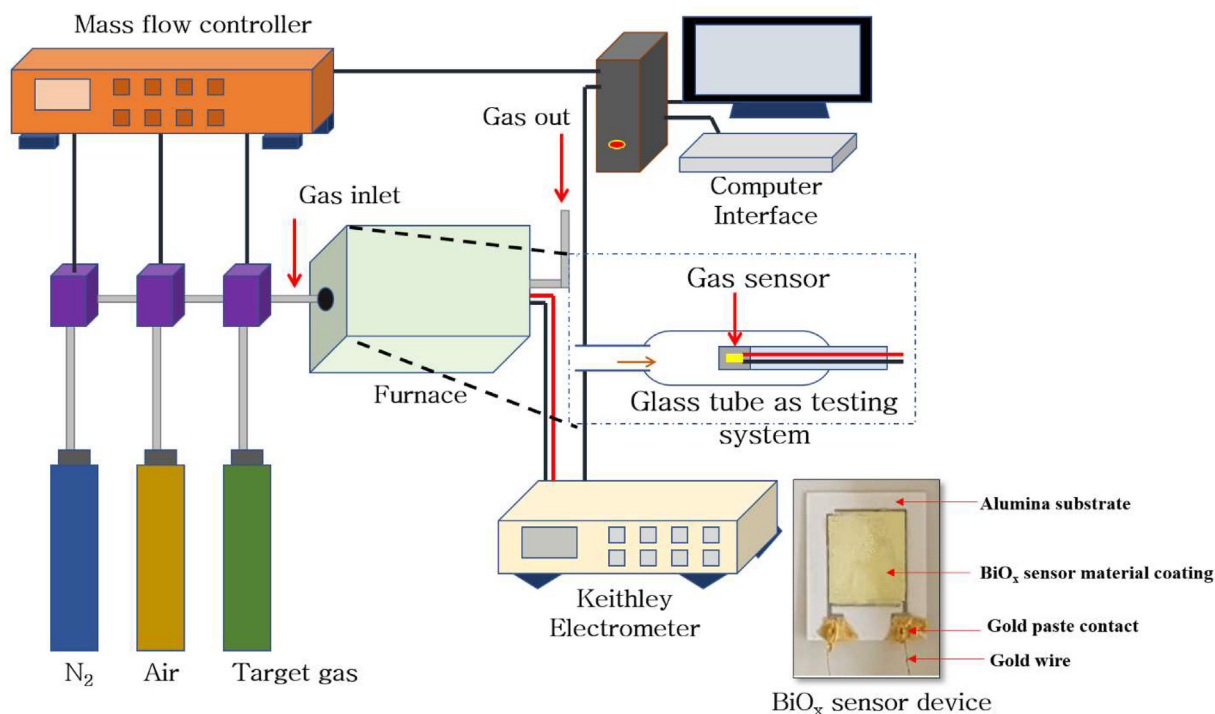 Mass flow controller
Gas out
Gas inlet
Computer
Interface
Gas sensor
Furnace
Glass tube as testing
system
Alumina substrate
BiOₓ sensor material coating
Keithley
Electrometer
Gold paste contact
Gold wire
N₂
Air
Target gas
BiOₓ sensor device